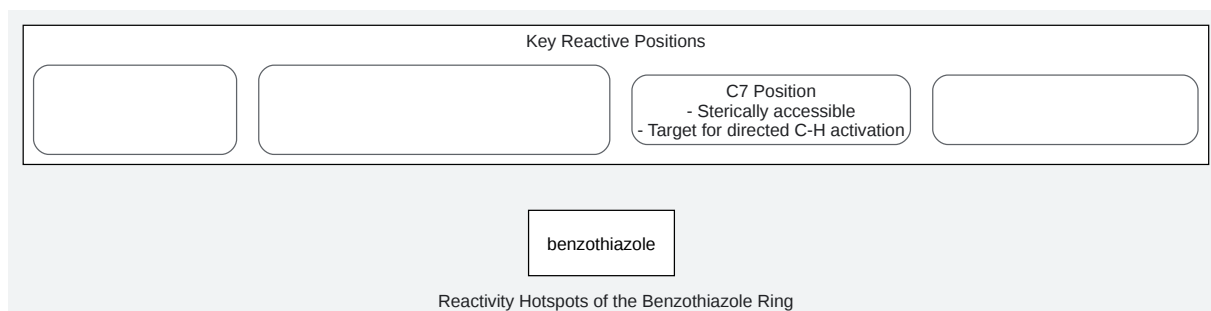 Key Reactive Positions
C7 Position
- Sterically accessible
- Target for directed C-H activation
benzothiazole
Reactivity Hotspots of the Benzothiazole Ring